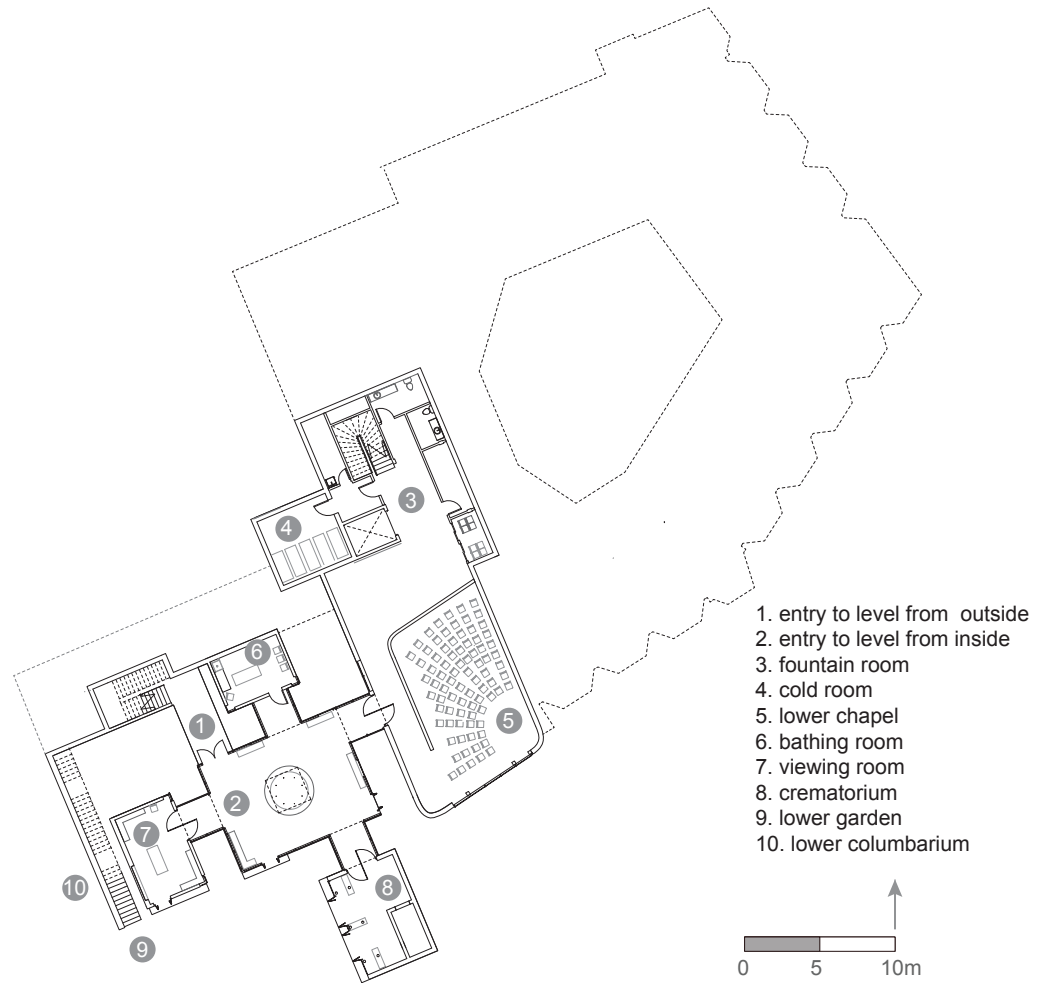 3
4
6
1
5
2
7
10
8
9
1. entry to level from  outside
2. entry to level from inside
3. fountain room
4. cold room
5. lower chapel
6. bathing room
7. viewing room
8. crematorium
9. lower garden
10. lower columbarium
0 5 10m